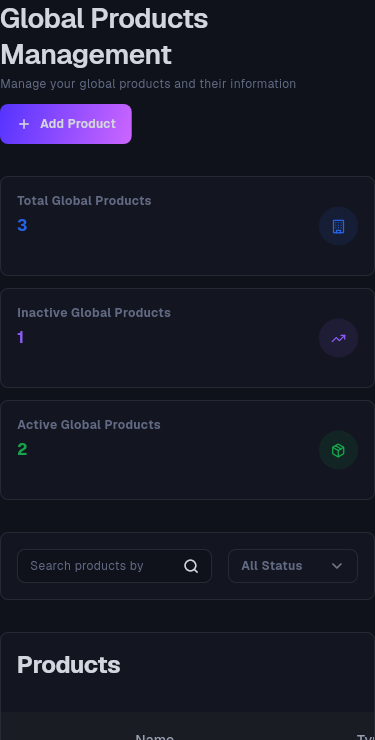 Global Products
Management
Manage your global products and their information
Add Product
Total Global Products
3
Inactive Global Products
1
Active Global Products
2
Search products by
All Status
Products
Name